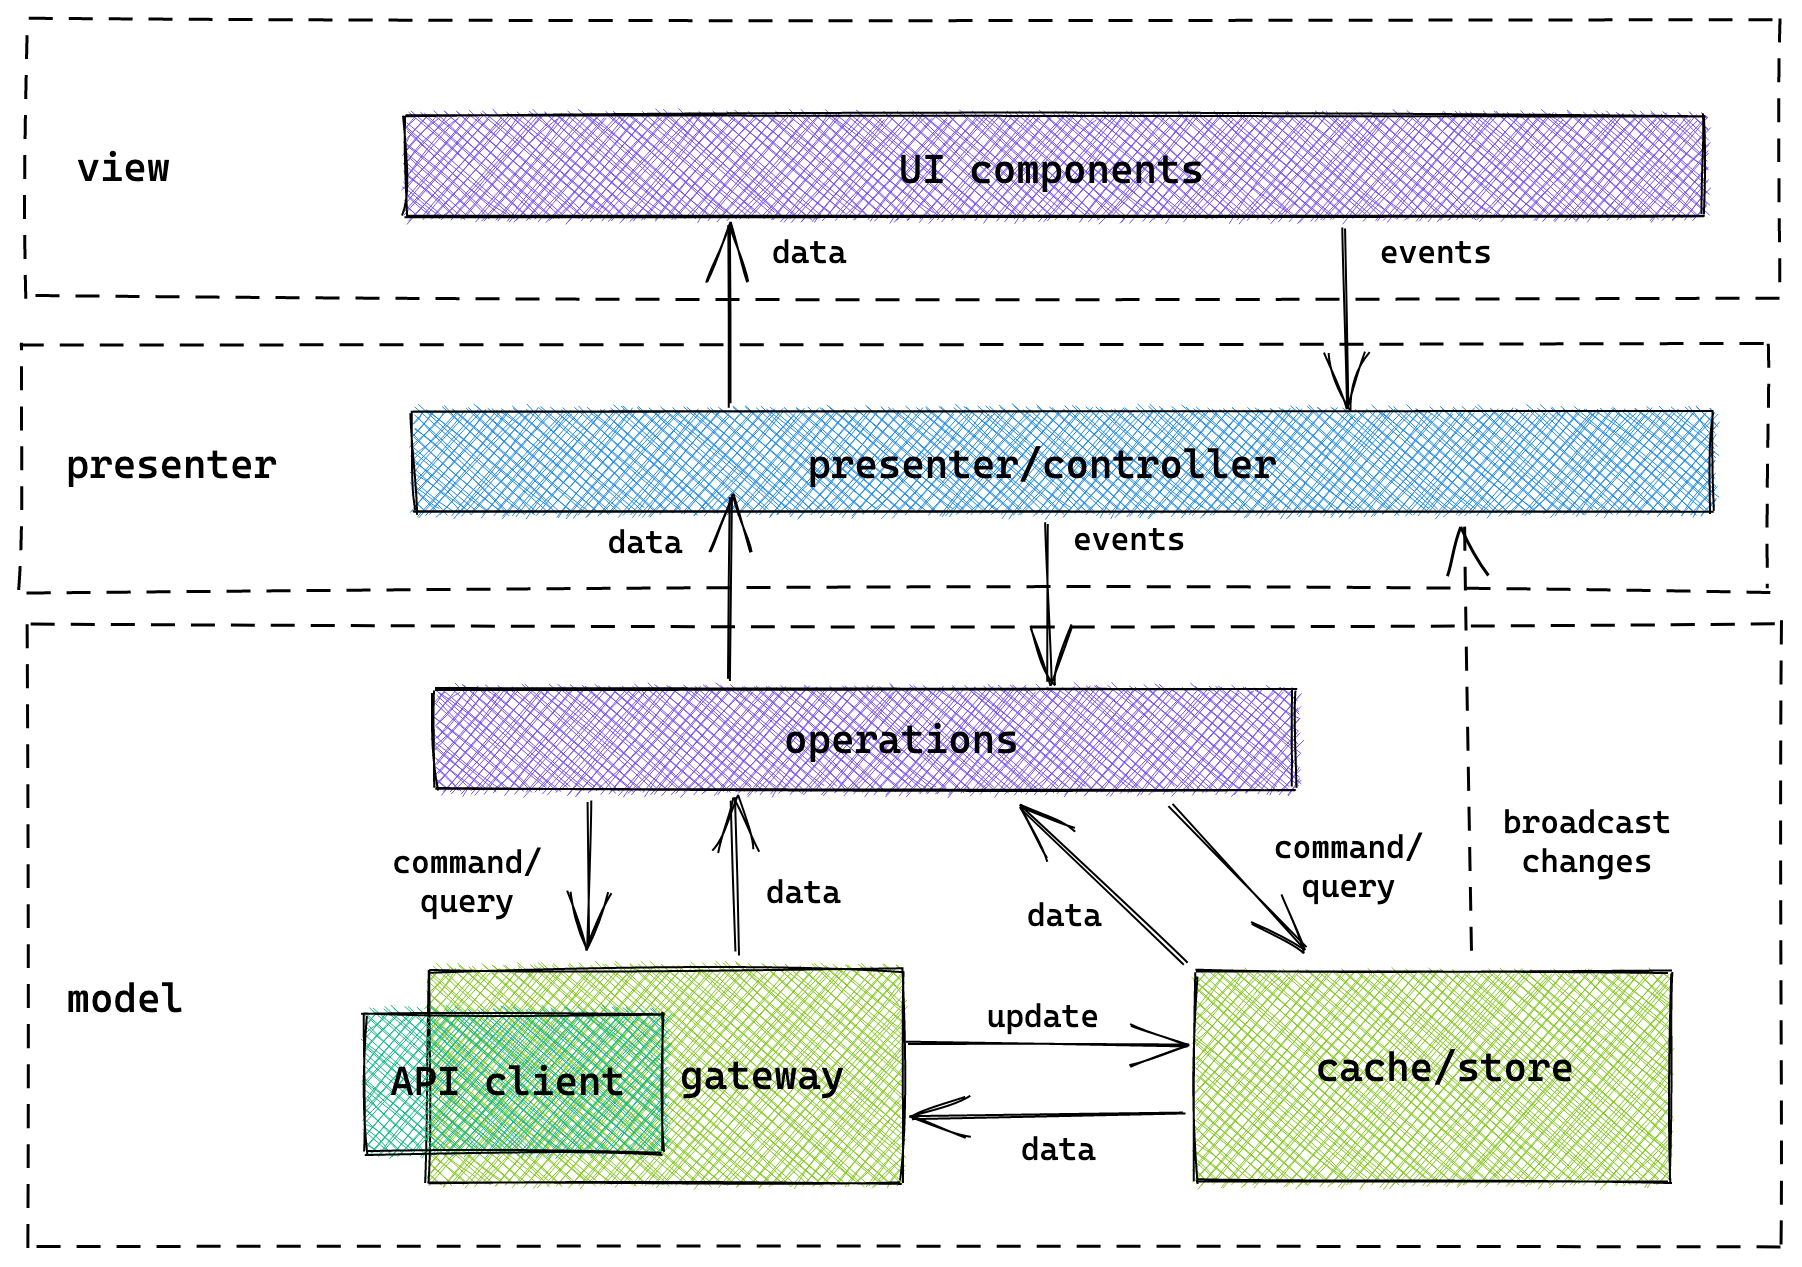 view
UI components
data
events
presenter
presenter/controller
data
events
operations
command/
query
data
data
command/
query
broadcast
changes
model
API client
gateway
update
data
cache/store